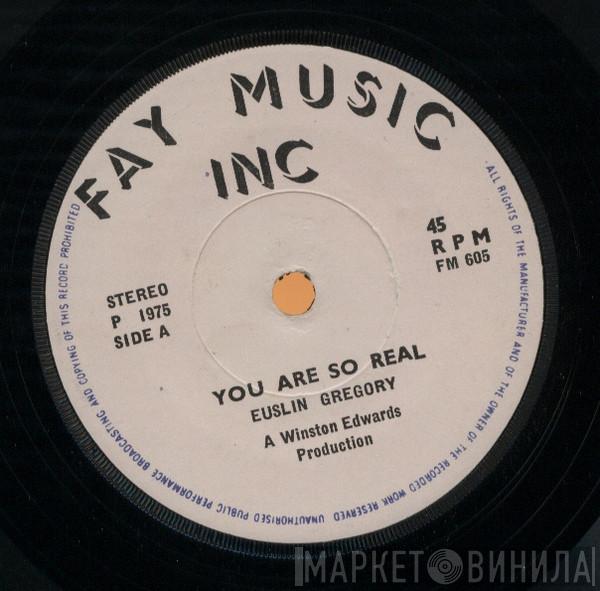 FAY MUSIC
INC
45
RPM
FM 605
STEREO
P 1975
SIDE A
YOU ARE SO REAL
EUSLIN GREGORY
A Winston Edwards
Production
ALL RIGHTS OF THE MANUFACTURER AND OF THE OWNER OF THE RECORDED WORK RESERVED UNAUTHORISED PUBLIC PERFORMANCE BROADCASTING AND COPYING OF THIS RECORD PROHIBITED
МАРКЕТ ВИНИЛА